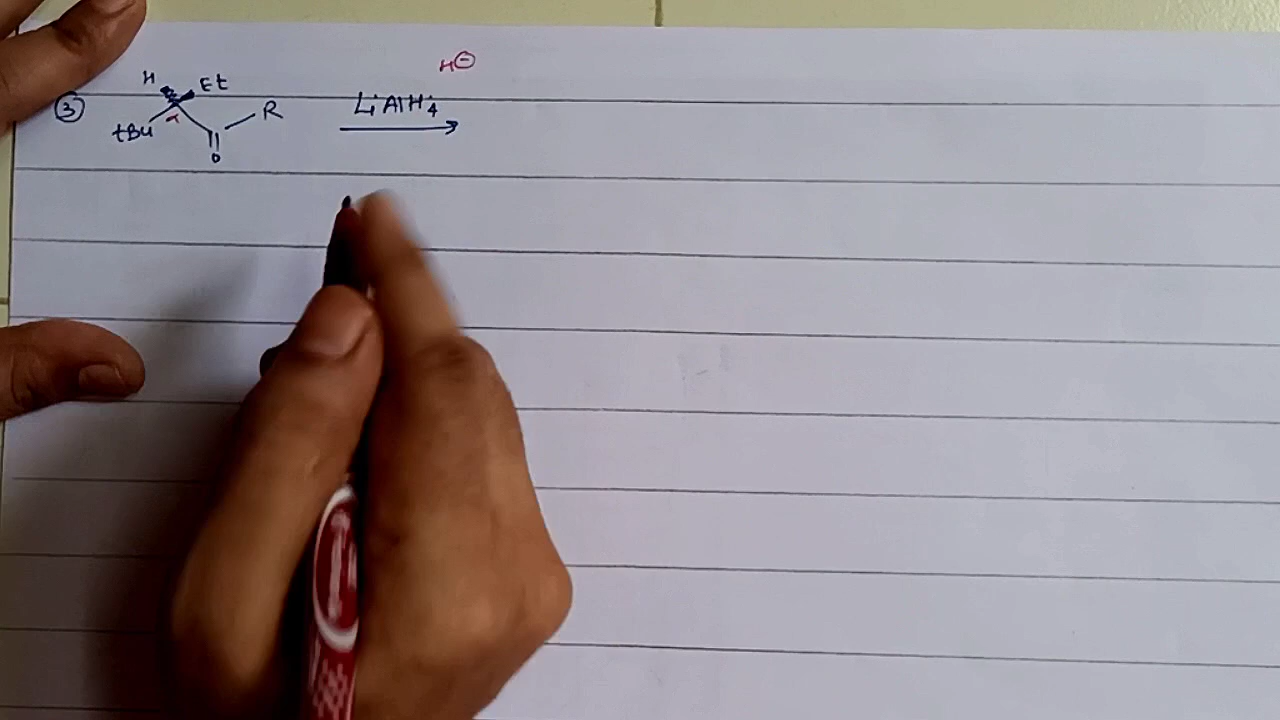 H⊖
H Et
③ R LiAlH₄
tBu α
O